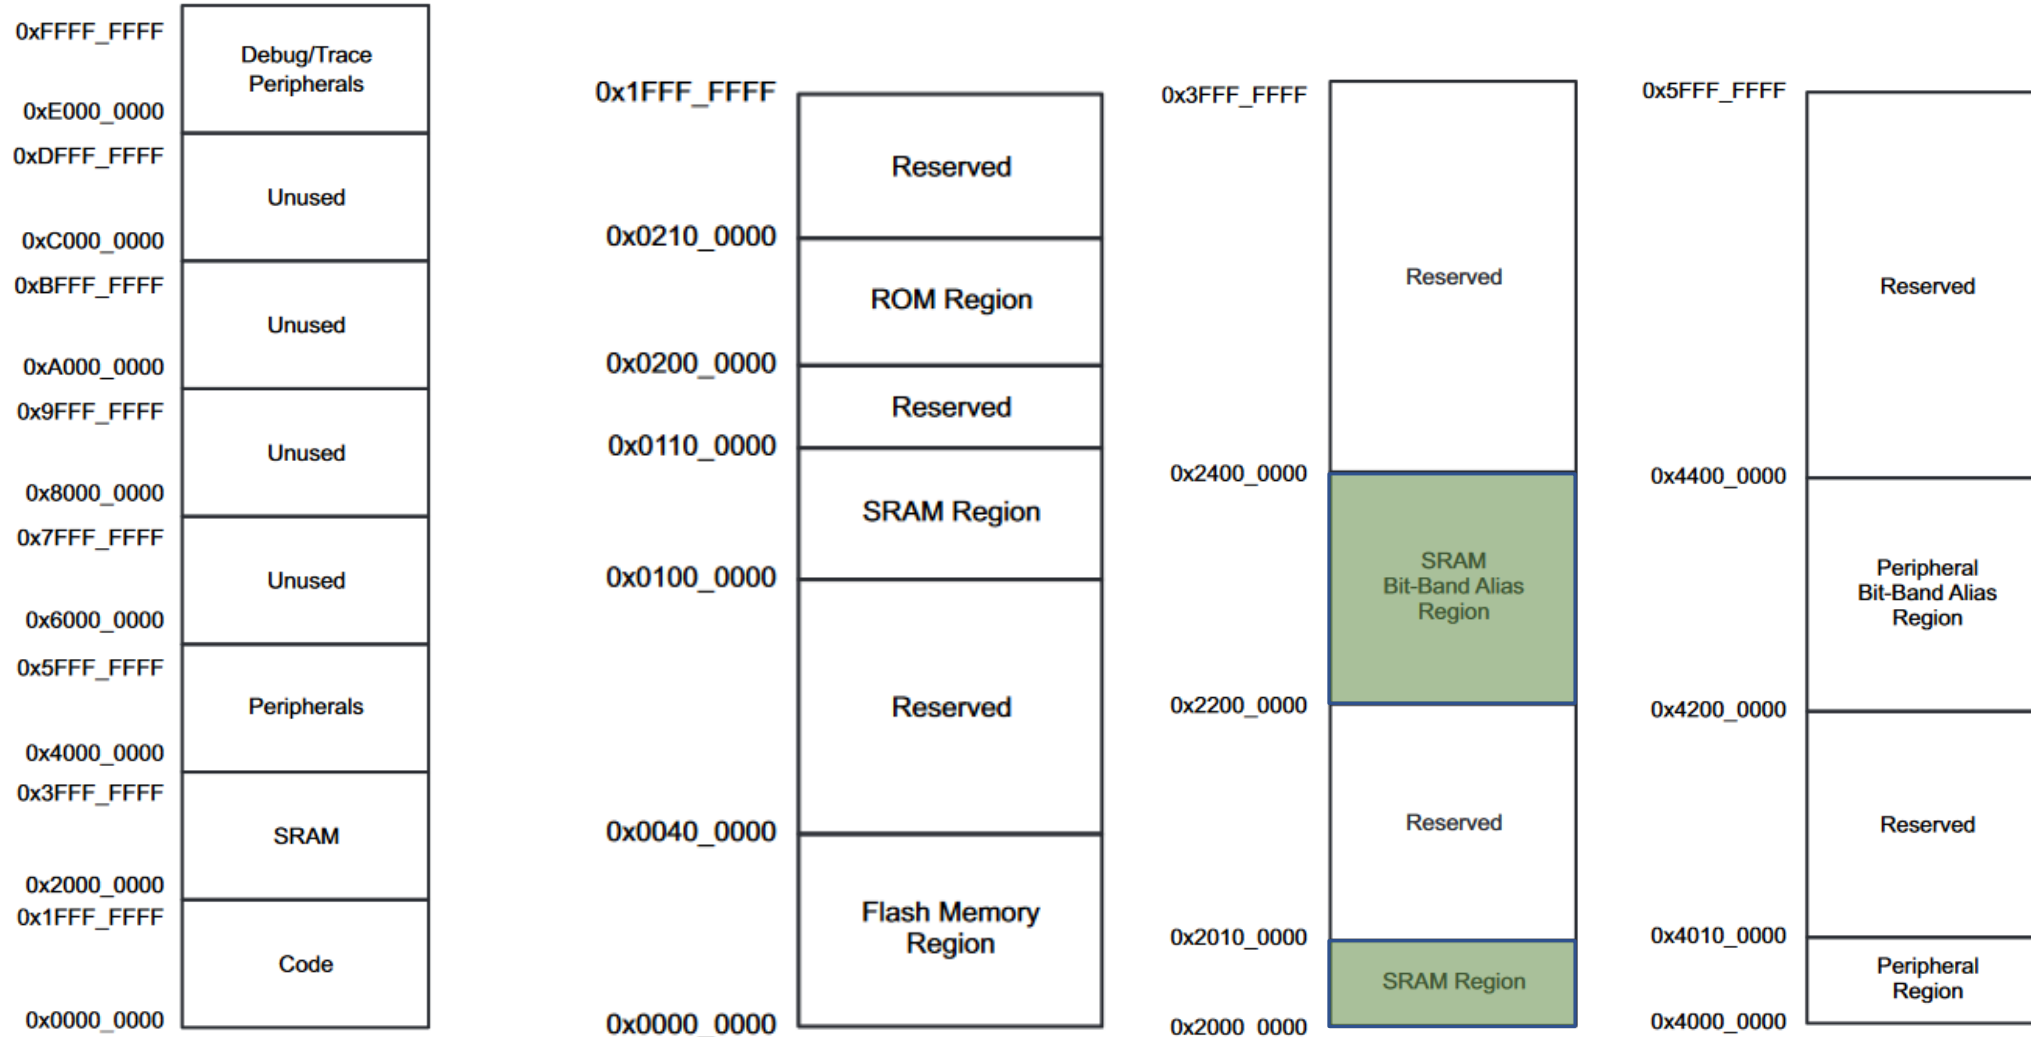 0xFFFF_FFFF
Debug/Trace
Peripherals
0xE000_0000
0xDFFF_FFFF
Unused
0xC000_0000
0xBFFF_FFFF
Unused
0xA000_0000
0x9FFF_FFFF
Unused
0x8000_0000
0x7FFF_FFFF
Unused
0x6000_0000
0x5FFF_FFFF
Peripherals
0x4000_0000
0x3FFF_FFFF
SRAM
0x2000_0000
0x1FFF_FFFF
Code
0x0000_0000
0x1FFF_FFFF
Reserved
0x0210_0000
ROM Region
0x0200_0000
Reserved
0x0110_0000
SRAM Region
0x0100_0000
Reserved
0x0040_0000
Flash Memory
Region
0x0000_0000
0x3FFF_FFFF
Reserved
0x2400_0000
SRAM
Bit-Band Alias
Region
0x2200_0000
Reserved
0x2010_0000
SRAM Region
0x2000 0000
0x5FFF_FFFF
Reserved
0x4400_0000
Peripheral
Bit-Band Alias
Region
0x4200_0000
Reserved
0x4010_0000
Peripheral
Region
0x4000_0000